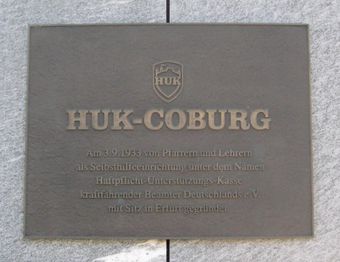 HUK
HUK-COBURG
Am 3.9.1933 von Pfarrern und Lehrern
als Selbsthilfeeinrichtung unter dem Namen
Haftpflicht-Unterstützungs-Kasse
kraftfahrender Beamter Deutschlands e.V.
mit Sitz in Erfurt gegründet.